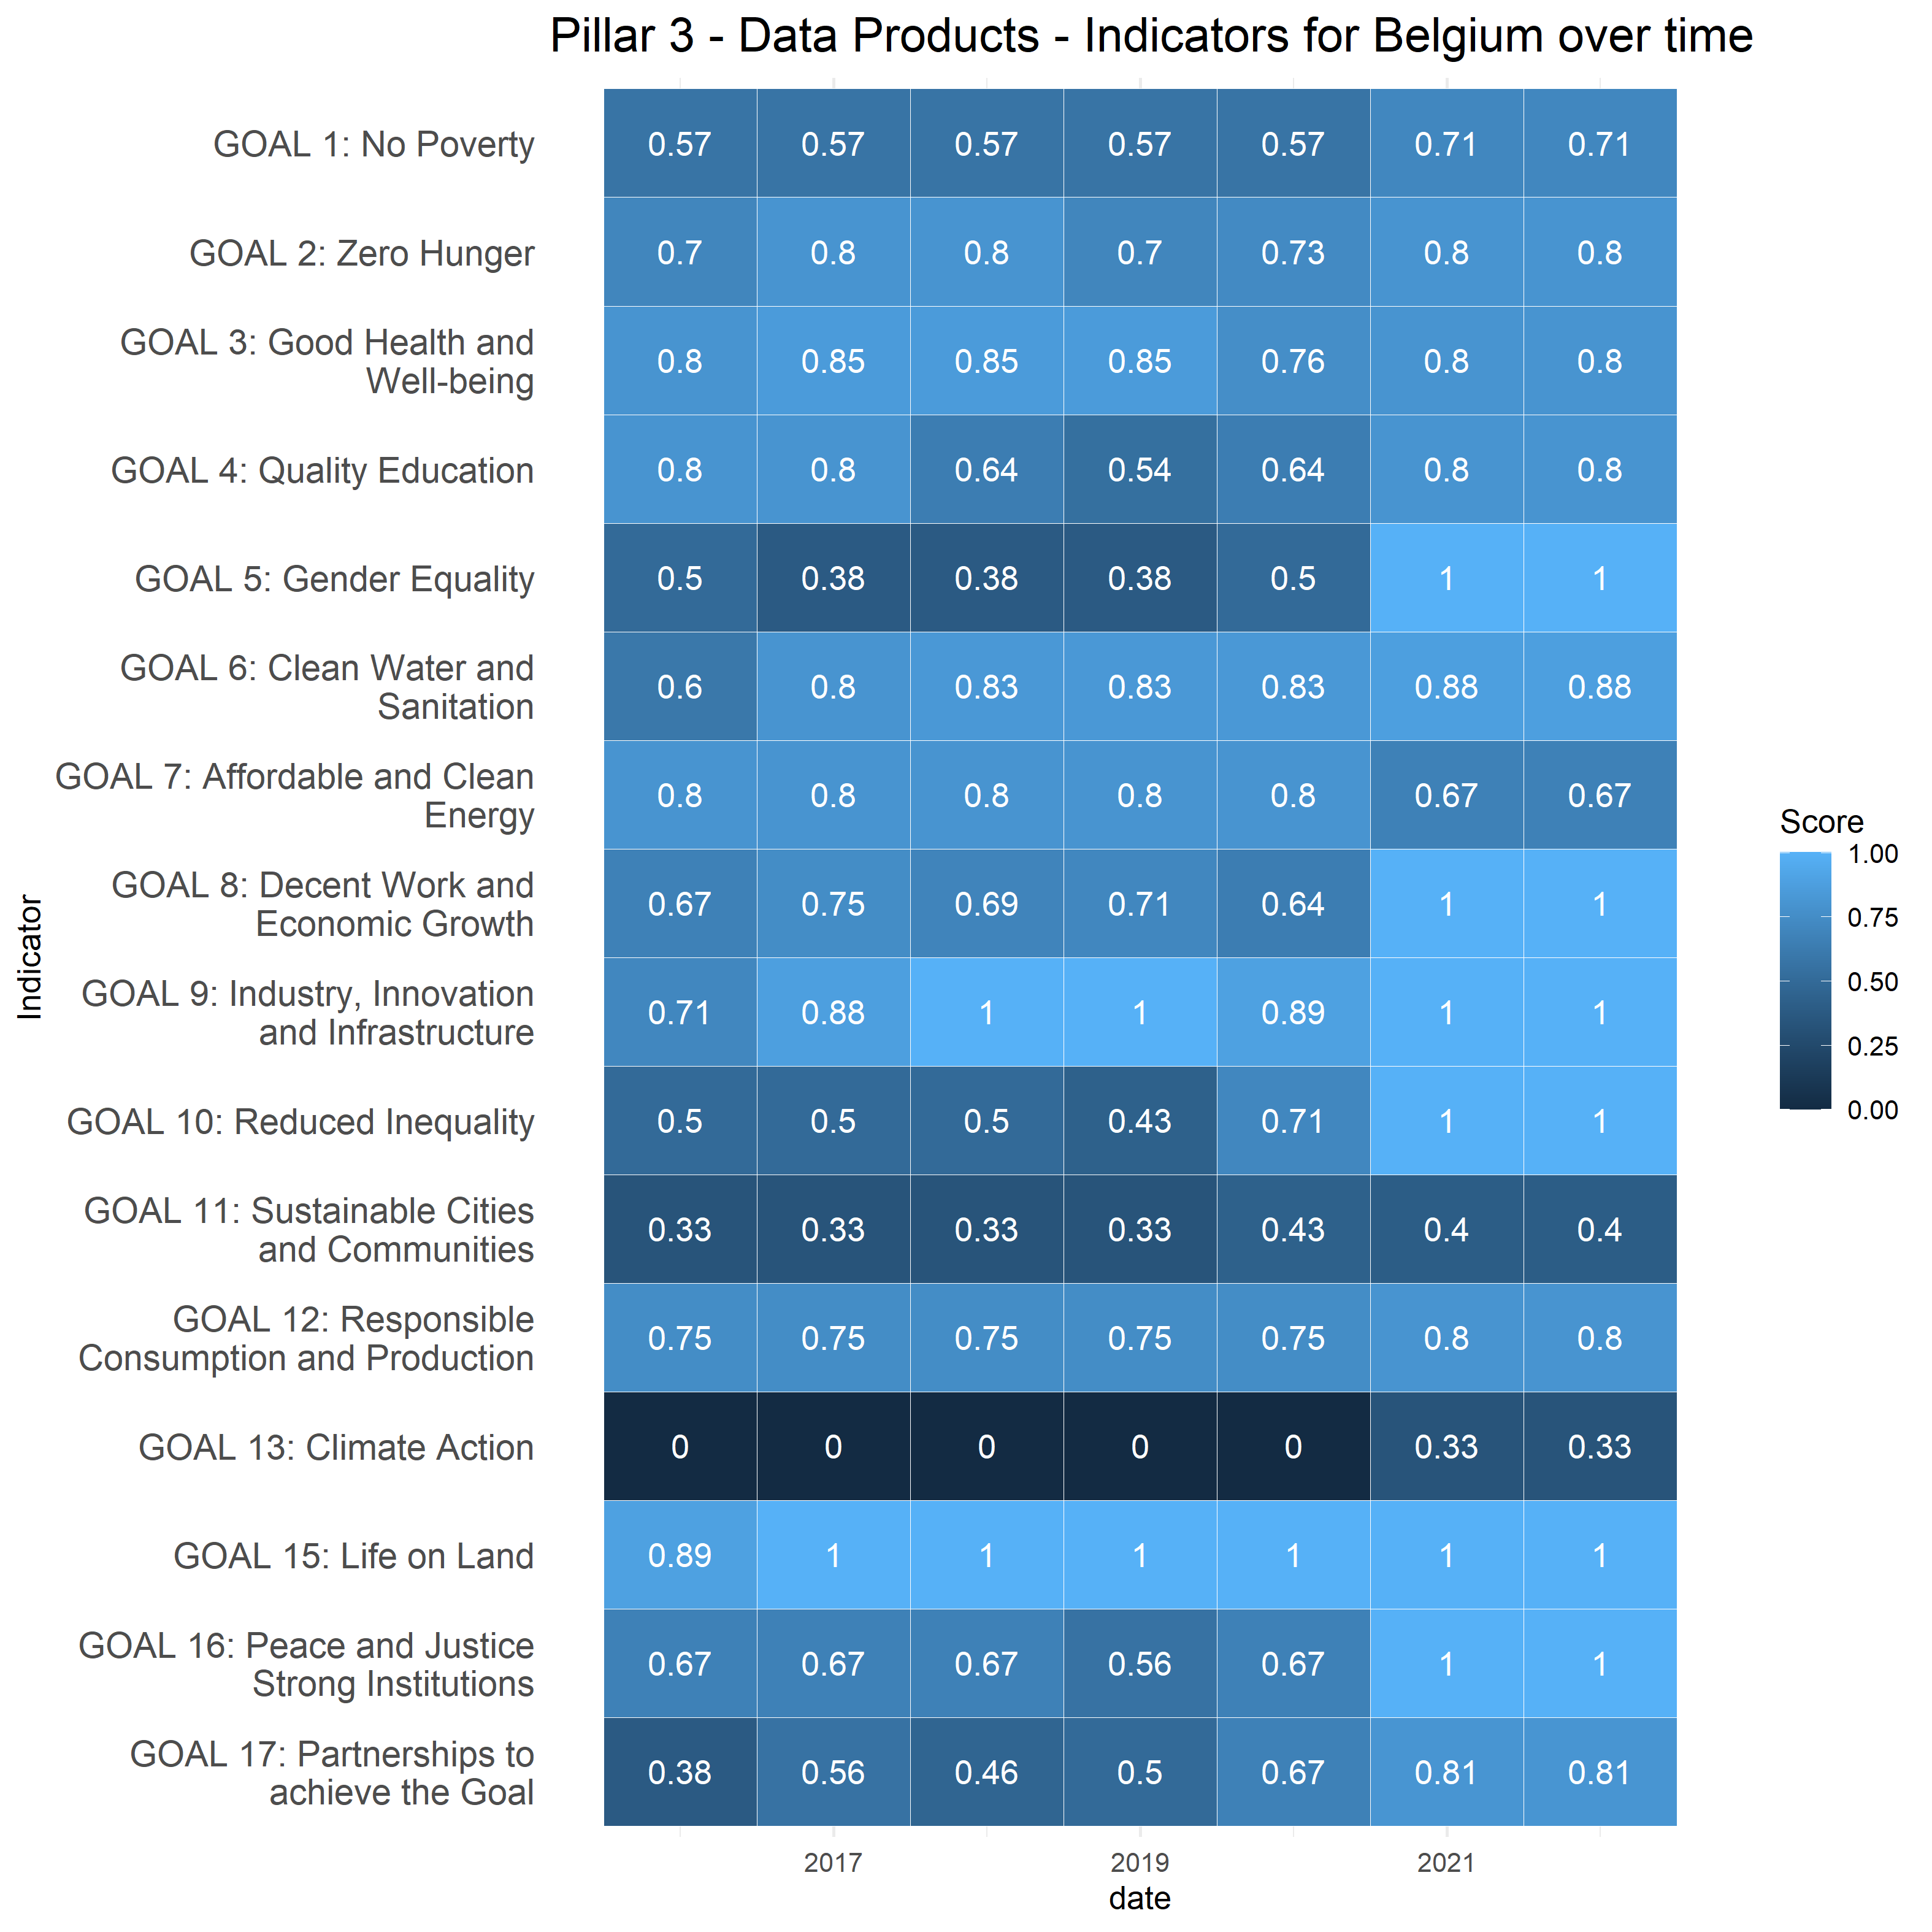 Pillar 3 - Data Products - Indicators for Belgium over time
Indicator
GOAL 1: No Poverty
0.57 0.57 0.57 0.57 0.57 0.71 0.71
GOAL 2: Zero Hunger
0.7 0.8 0.8 0.7 0.73 0.8 0.8
GOAL 3: Good Health and
Well-being
0.8 0.85 0.85 0.85 0.76 0.8 0.8
GOAL 4: Quality Education
0.8 0.8 0.64 0.54 0.64 0.8 0.8
GOAL 5: Gender Equality
0.5 0.38 0.38 0.38 0.5 1 1
GOAL 6: Clean Water and
Sanitation
0.6 0.8 0.83 0.83 0.83 0.88 0.88
GOAL 7: Affordable and Clean
Energy
0.8 0.8 0.8 0.8 0.8 0.67 0.67
GOAL 8: Decent Work and
Economic Growth
0.67 0.75 0.69 0.71 0.64 1 1
GOAL 9: Industry, Innovation
and Infrastructure
0.71 0.88 1 1 0.89 1 1
GOAL 10: Reduced Inequality
0.5 0.5 0.5 0.43 0.71 1 1
GOAL 11: Sustainable Cities
and Communities
0.33 0.33 0.33 0.33 0.43 0.4 0.4
GOAL 12: Responsible
Consumption and Production
0.75 0.75 0.75 0.75 0.75 0.8 0.8
GOAL 13: Climate Action
0 0 0 0 0 0.33 0.33
GOAL 15: Life on Land
0.89 1 1 1 1 1 1
GOAL 16: Peace and Justice
Strong Institutions
0.67 0.67 0.67 0.56 0.67 1 1
GOAL 17: Partnerships to
achieve the Goal
0.38 0.56 0.46 0.5 0.67 0.81 0.81
2017 2019 2021
date
Score
1.00
0.75
0.50
0.25
0.00